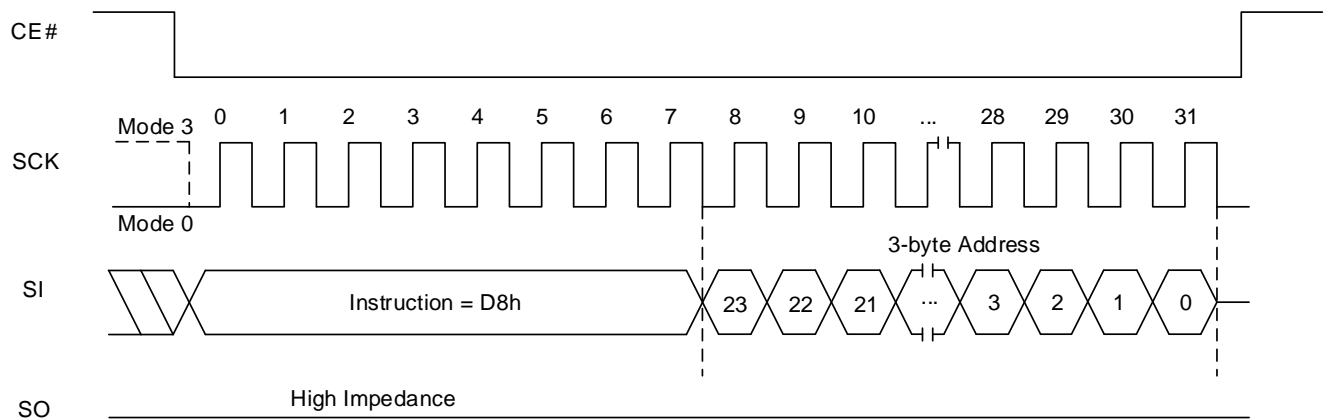 CE#
0 1 2 3 4 5 6 7 8 9 10 ... 28 29 30 31
Mode 3
SCK
Mode 0
3-byte Address
SI
Instruction = D8h 23 22 21 ... 3 2 1 0
High Impedance
SO